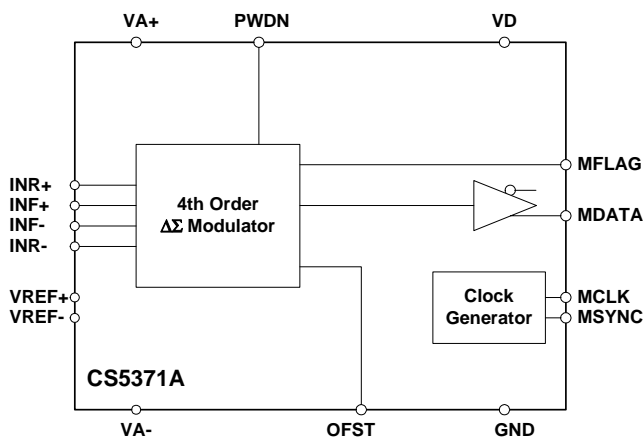 VA+
PWDN
VD
INR+
INF+
INF-
INR-
4th Order
ΔΣ Modulator
MFLAG
MDATA
VREF+
VREF-
Clock
Generator
MCLK
MSYNC
CS5371A
VA-
OFST
GND